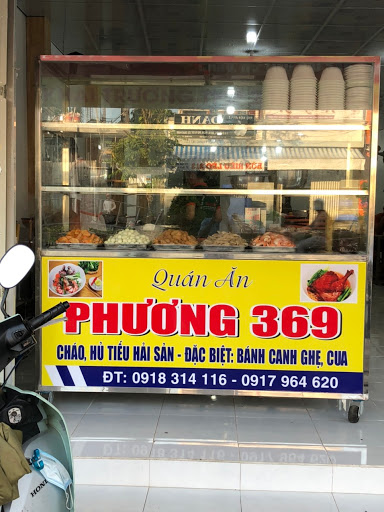 OANH
Quán Ăn
PHƯƠNG 369
CHÁO, HỦ TIẾU HẢI SẢN - ĐẶC BIỆT: BÁNH CANH GHẸ, CUA
ĐT: 0918 314 116 - 0917 964 620